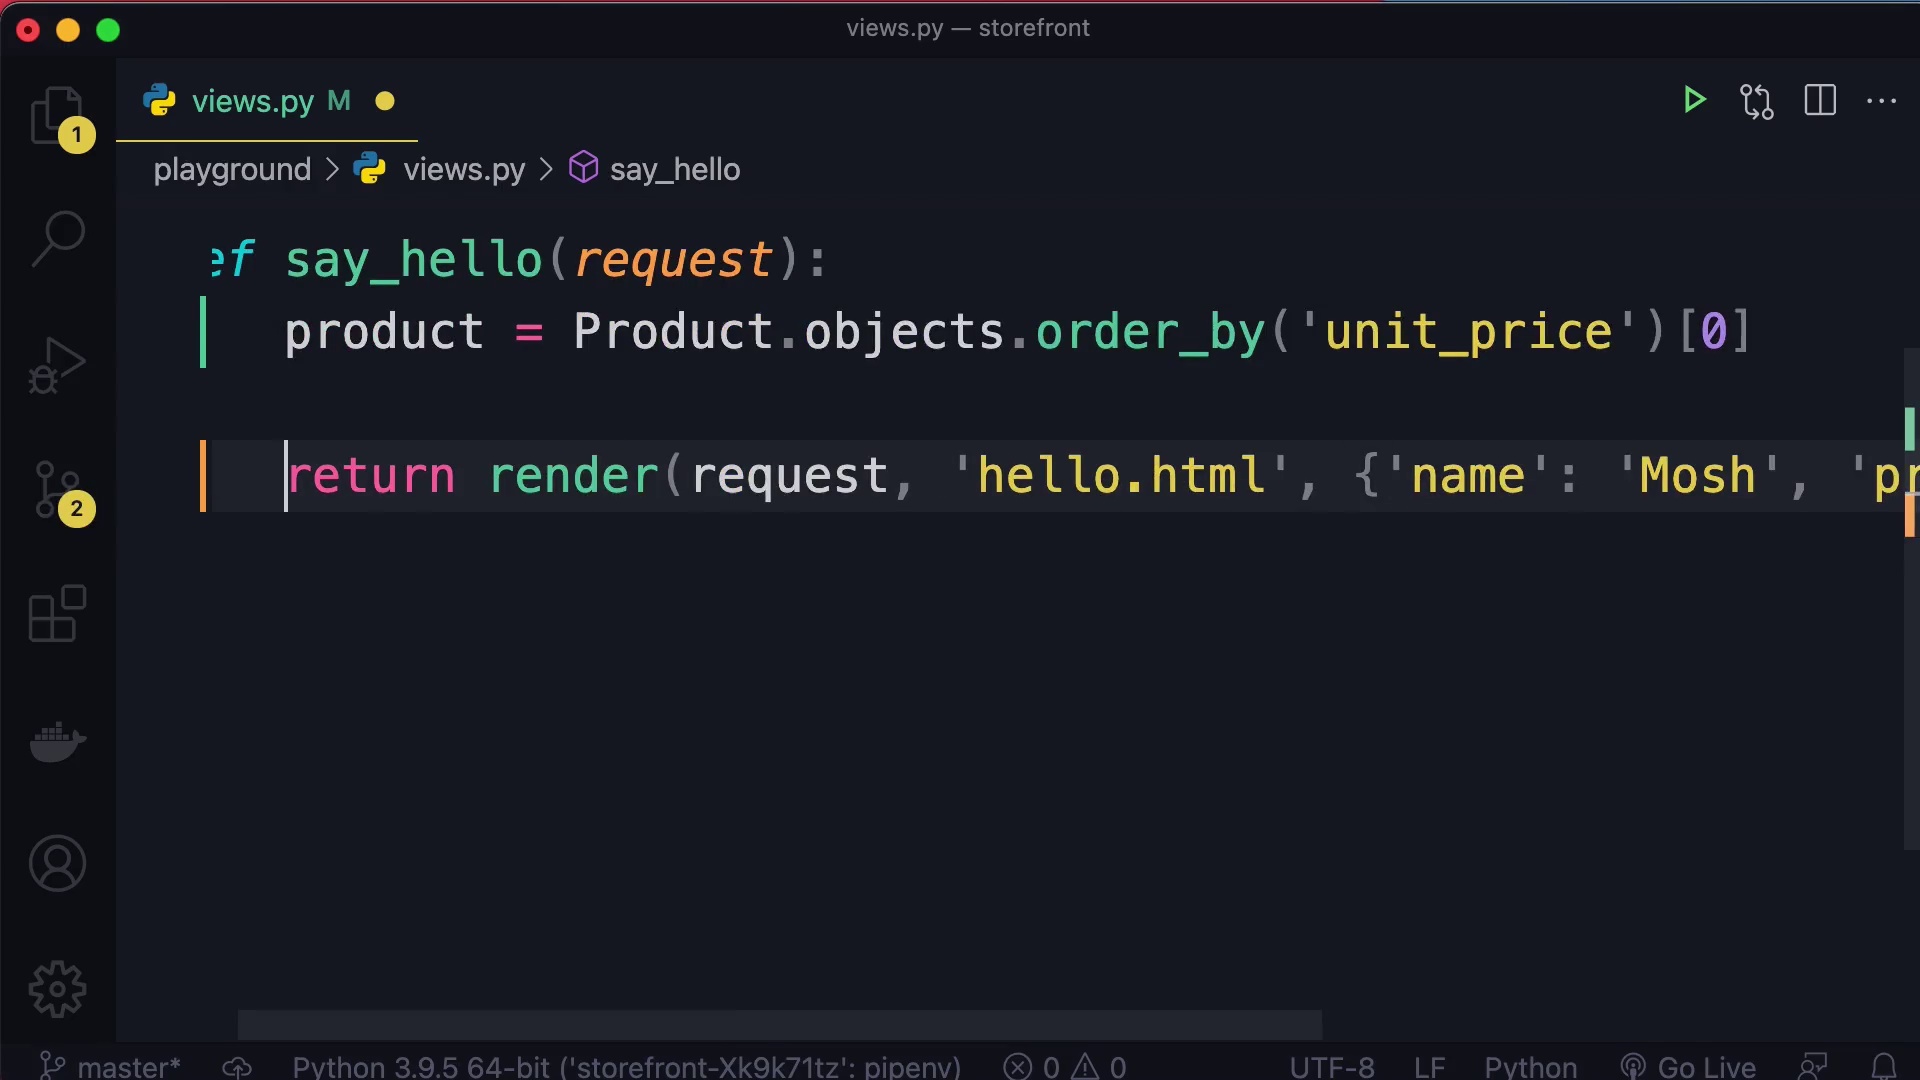 views.py — storefront
views.py M
1
playground > views.py > say_hello
ef say_hello(request):
product = Product.objects.order_by('unit_price')[0]
return render(request, 'hello.html', {'name': 'Mosh', 'pr
2
master* Python 3.9.5 64-bit ('storefront-Xk9k71tz': pipenv) 0 0 UTF-8 LF Python Go Live